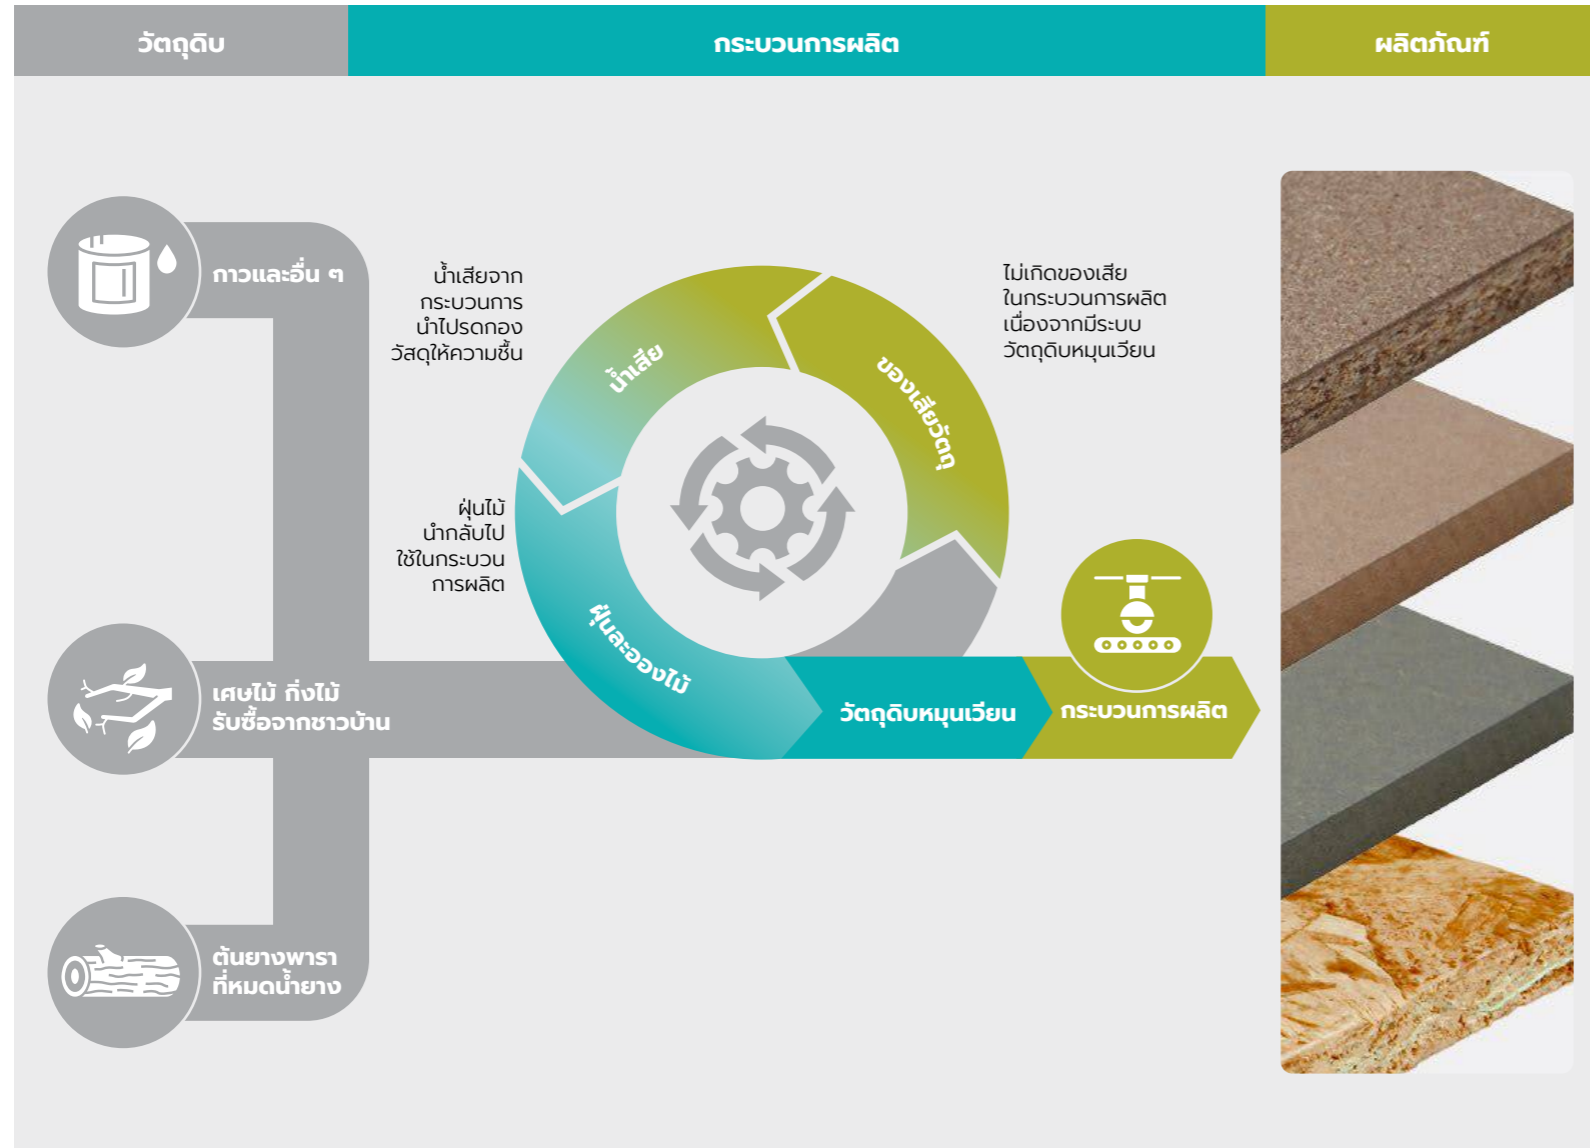 วัตถุดิบ
กระบวนการผลิต
ผลิตภัณฑ์
กาวและอื่น ๆ
เศษไม้ กิ่งไม้
รับซื้อจากชาวบ้าน
ต้นยางพารา
ที่หมดน้ำยาง
น้ำเสียจาก
กระบวนการ
นำไปรดกอง
วัสดุให้ความชื้น
ฝุ่นไม้
นำกลับไป
ใช้ในกระบวน
การผลิต
น้ำเสีย
ของเสียวัตถุ
ฝุ่นละอองไม้
ไม่เกิดของเสีย
ในกระบวนการผลิต
เนื่องจากมีระบบ
วัตถุดิบหมุนเวียน
วัตถุดิบหมุนเวียน
กระบวนการผลิต